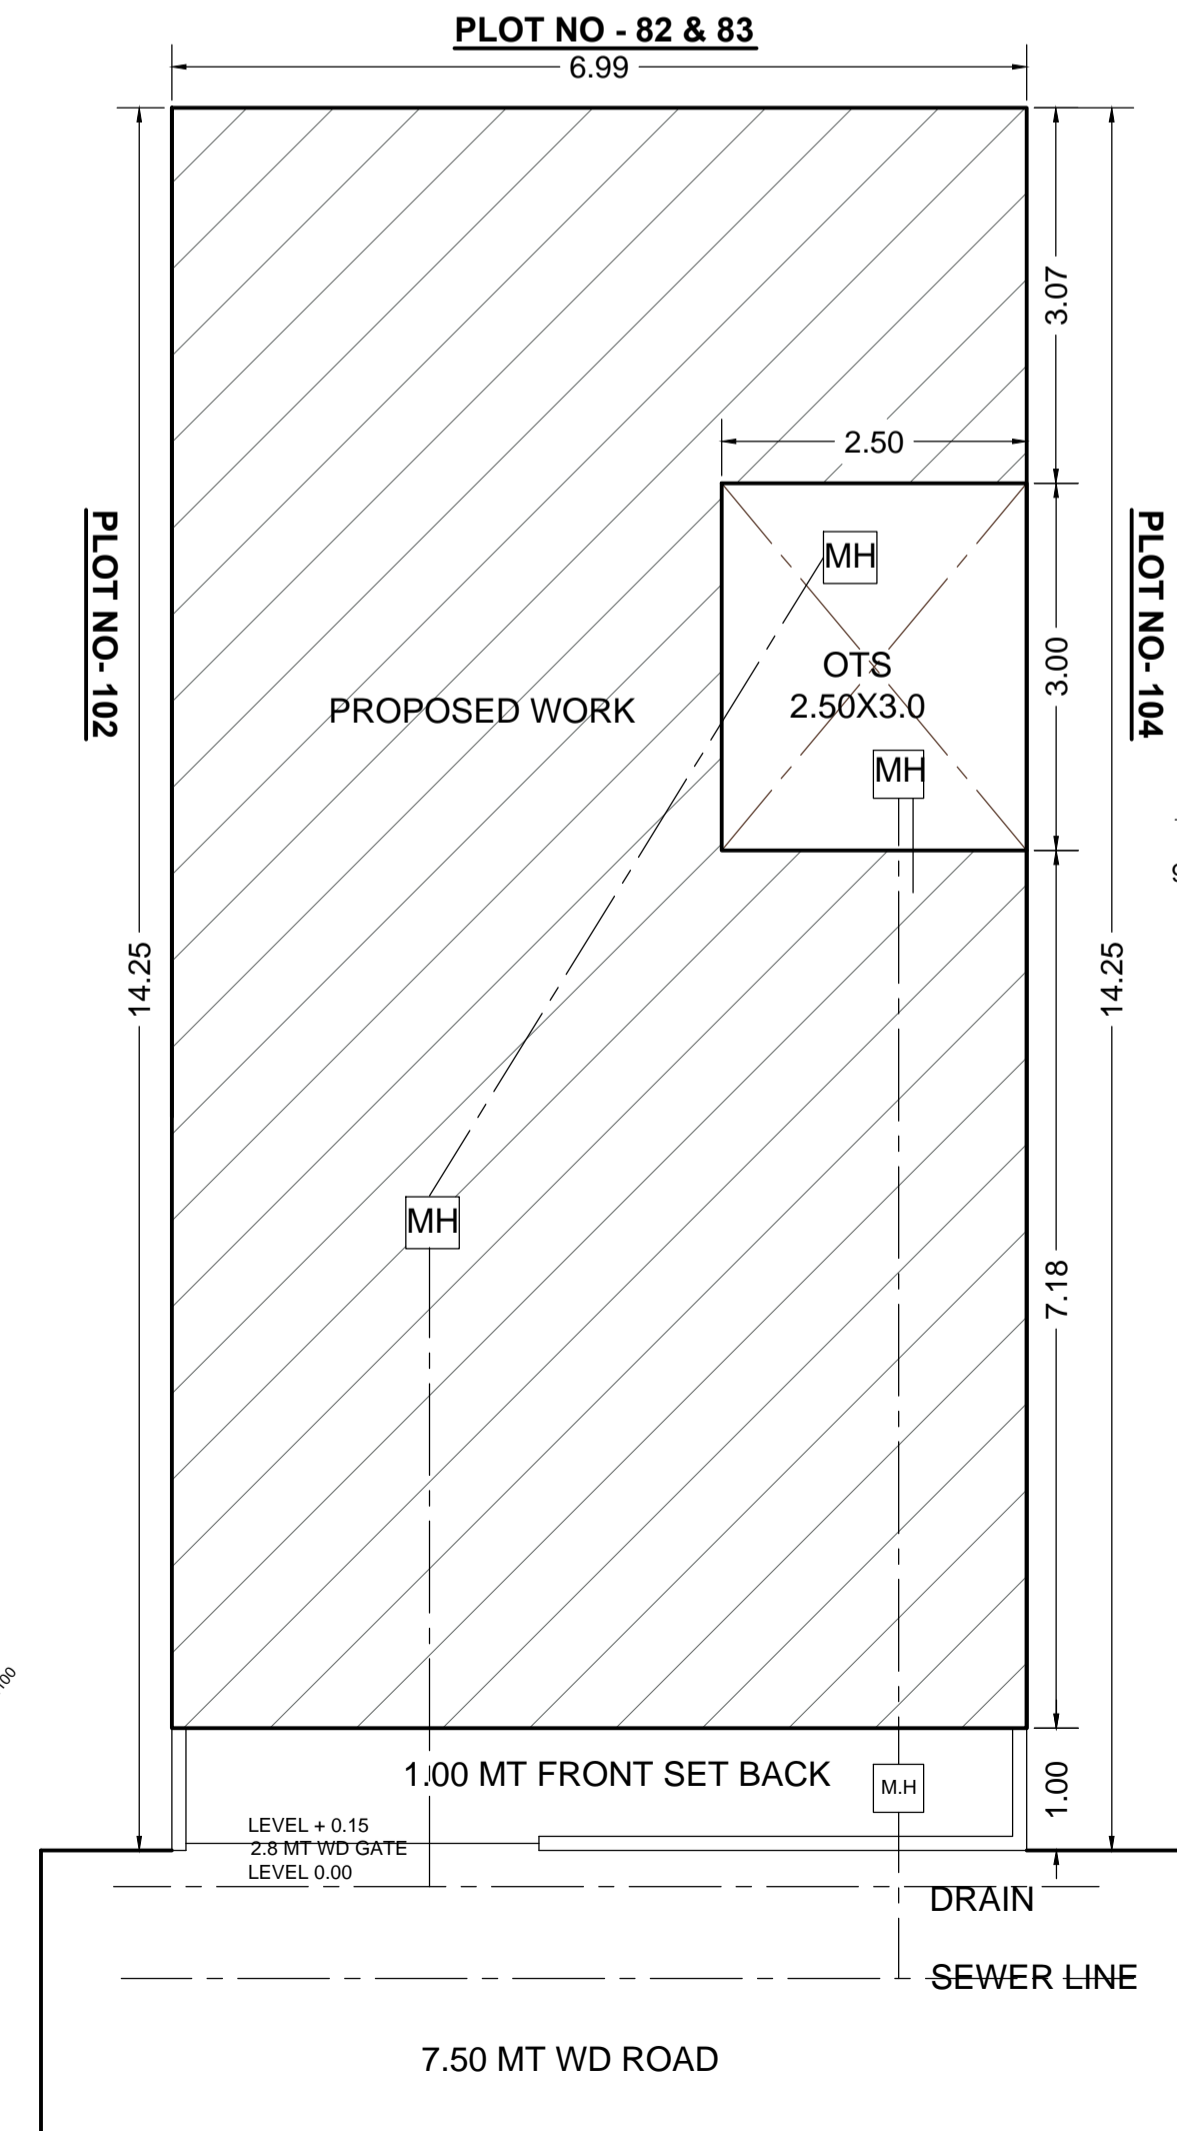 PLOT NO - 82 & 83
6.99
3.07
2.50
PLOT NO- 102
PLOT NO- 104
MH
3.00
OTS
2.50X3.0
PROPOSED WORK
MH
14.25
14.25
MH
7.18
100
1.00 MT FRONT SET BACK
M.H
1.00
LEVEL + 0.15
2.8 MT WD GATE
LEVEL 0.00
DRAIN
SEWER LINE
7.50 MT WD ROAD